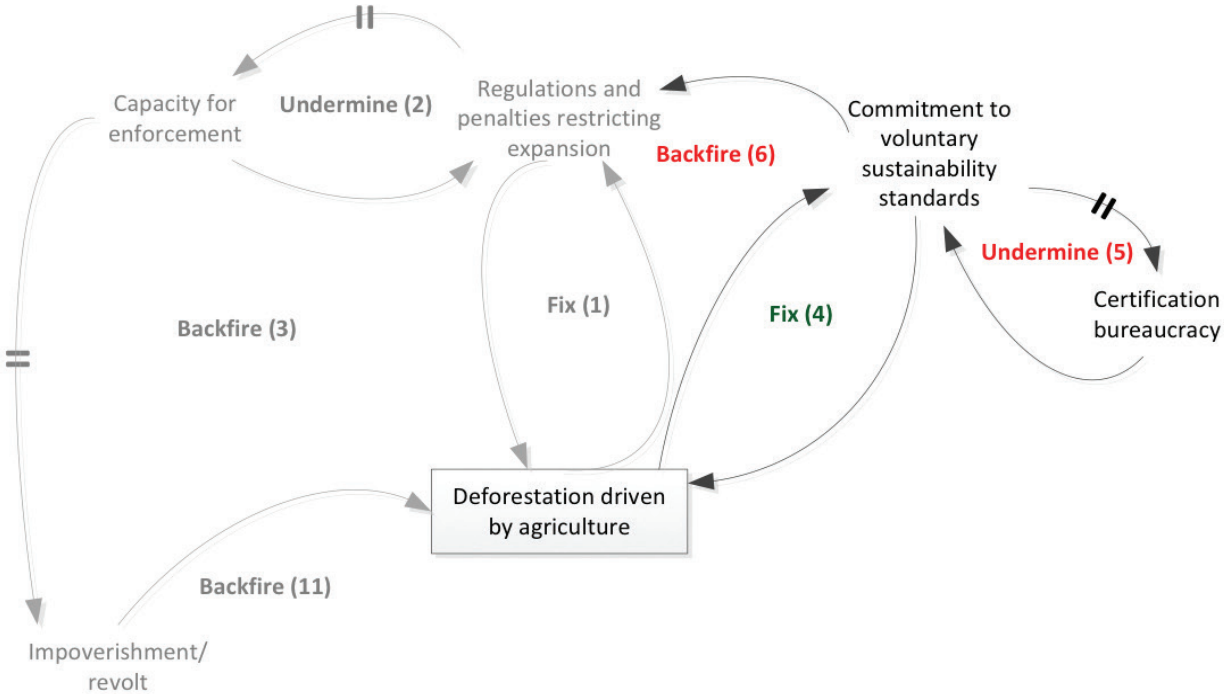 Capacity for
enforcement
Undermine (2)
Regulations and
penalties restricting
expansion
Backfire (6)
Commitment to
voluntary
sustainability
standards
Undermine (5)
Certification
bureaucracy
Backfire (3)
Fix (1)
Fix (4)
Deforestation driven
by agriculture
Backfire (11)
Impoverishment/
revolt